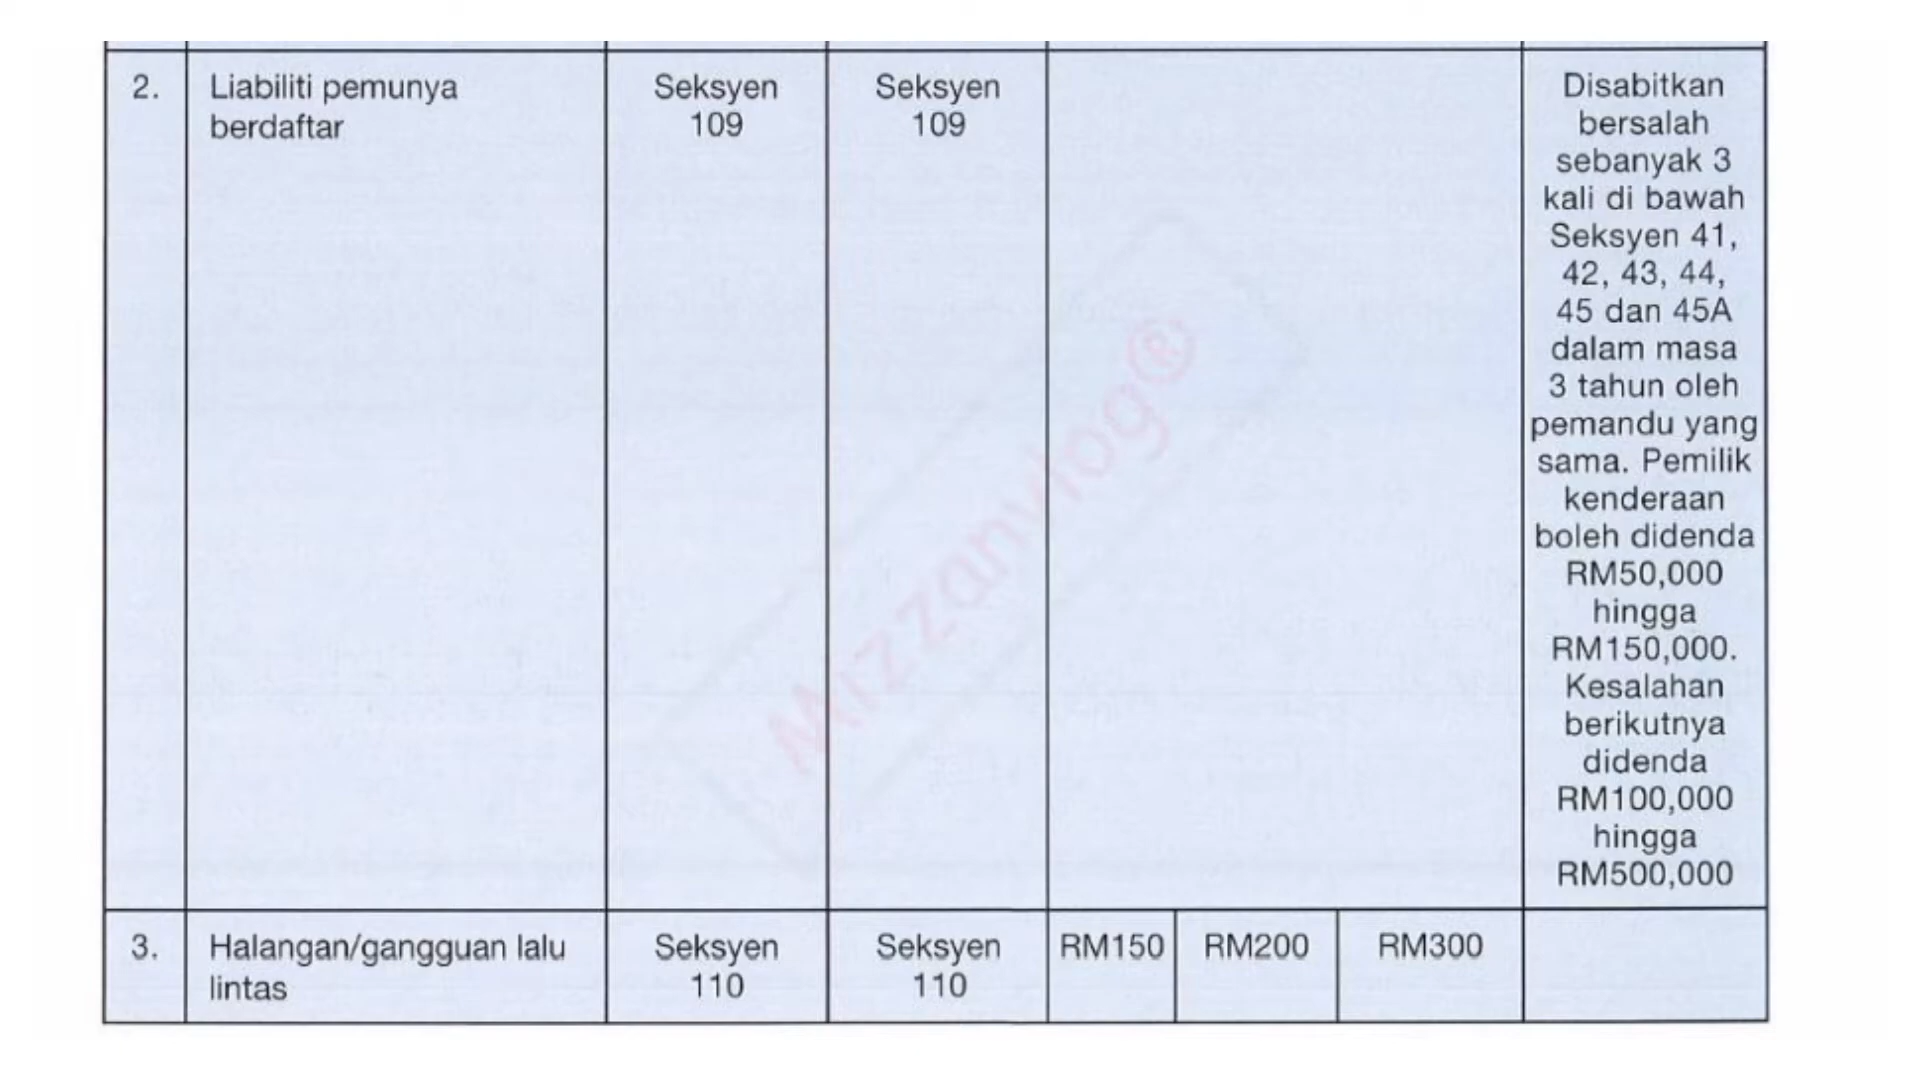 2.
Liabiliti pemunya
berdaftar
Seksyen
109
Seksyen
109
Disabitkan
bersalah
sebanyak 3
kali di bawah
Seksyen 41,
42, 43, 44,
45 dan 45A
dalam masa
3 tahun oleh
pemandu yang
sama. Pemilik
kenderaan
boleh didenda
RM50,000
hingga
RM150,000.
Kesalahan
berikutnya
didenda
RM100,000
hingga
RM500,000
3.
Halangan/gangguan lalu
lintas
Seksyen
110
Seksyen
110
RM150
RM200
RM300
Mizzanvlog®